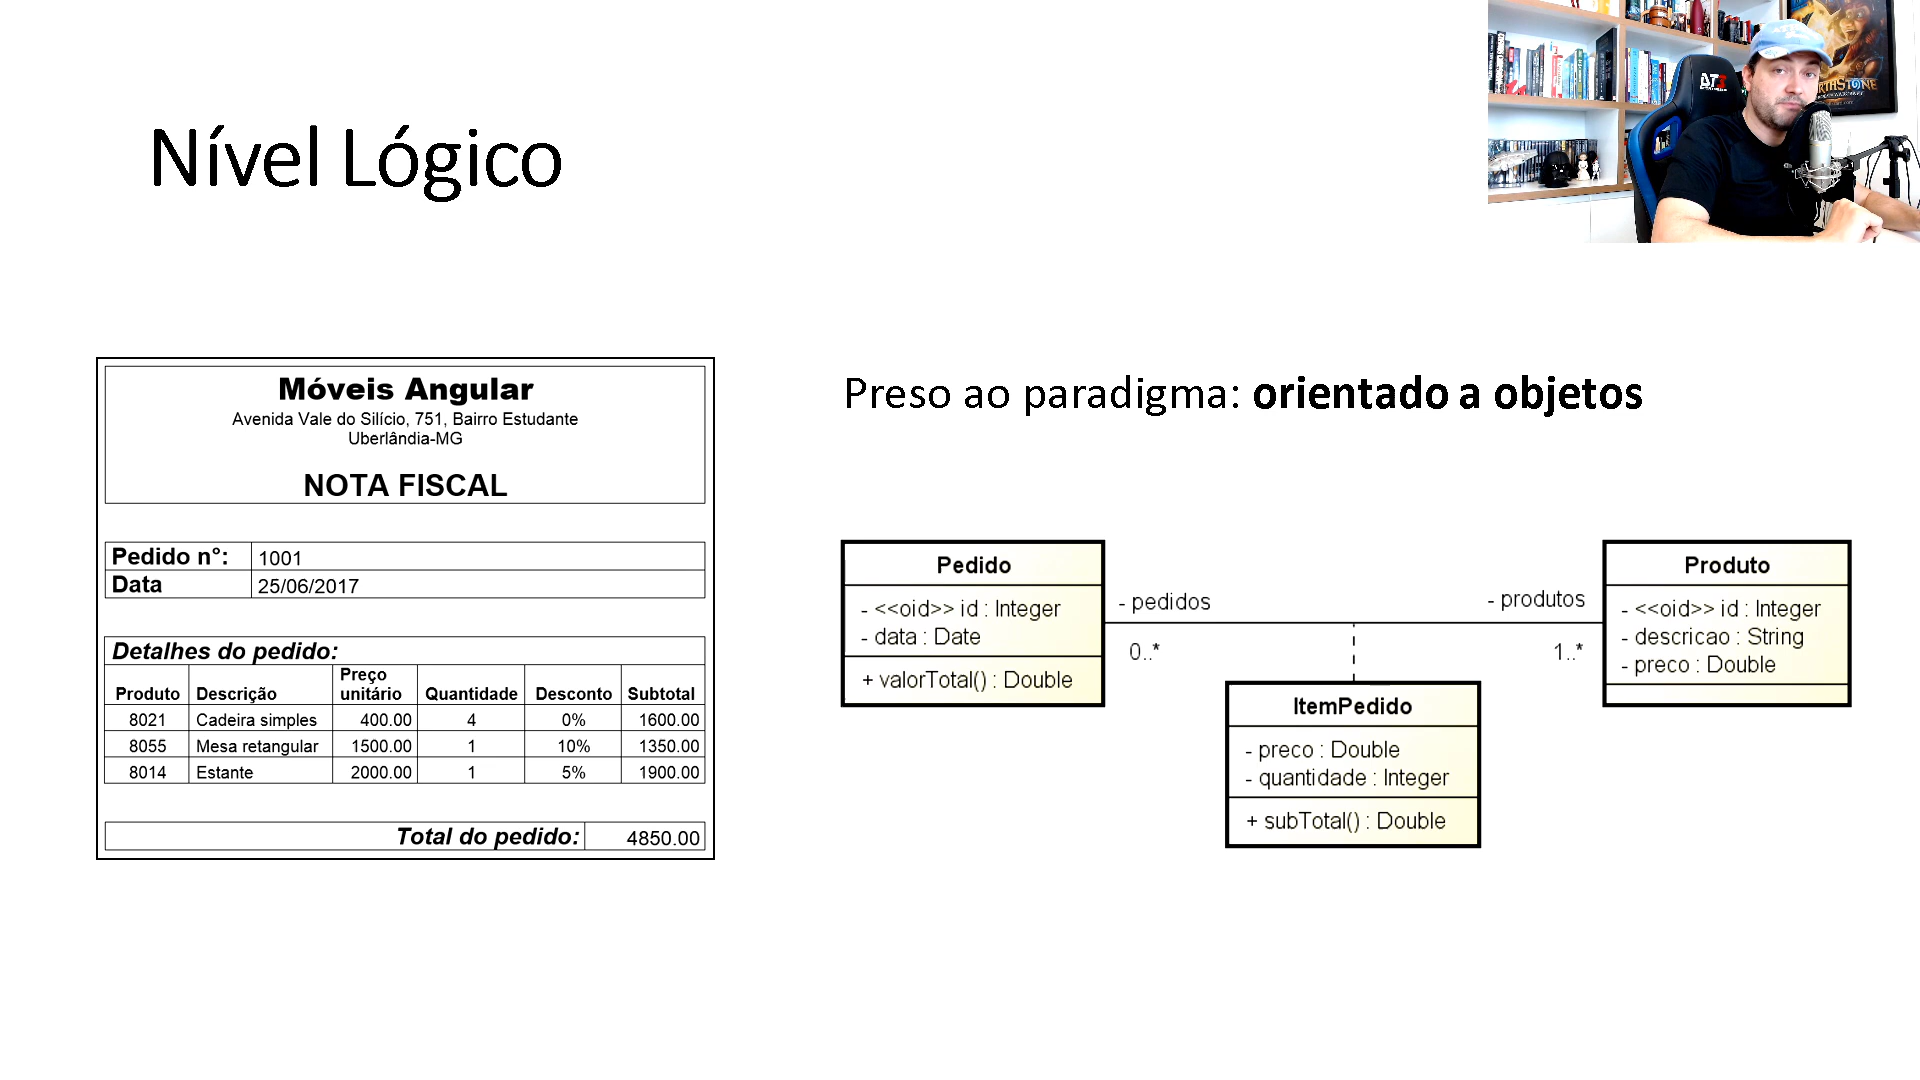 Nível Lógico
Móveis Angular
Avenida Vale do Silício, 751, Bairro Estudante
Uberlândia-MG
NOTA FISCAL
Pedido n°: 1001
Data 25/06/2017
Detalhes do pedido:
Produto Descrição Preço unitário Quantidade Desconto Subtotal
8021 Cadeira simples 400.00 4 0% 1600.00
8055 Mesa retangular 1500.00 1 10% 1350.00
8014 Estante 2000.00 1 5% 1900.00
Total do pedido: 4850.00
Preso ao paradigma: orientado a objetos
Pedido
- <<oid>> id : Integer
- data : Date
+ valorTotal() : Double
- pedidos
0..*
- produtos
1..*
Produto
- <<oid>> id : Integer
- descricao : String
- preco : Double
ItemPedido
- preco : Double
- quantidade : Integer
+ subTotal() : Double